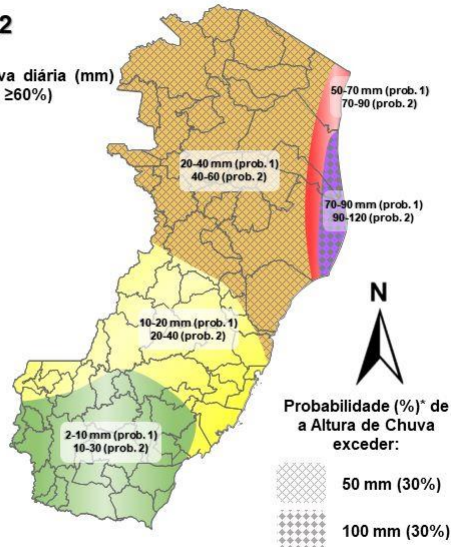 2
va diária (mm)
≥60%)
50-70 mm (prob. 1)
70-90 (prob. 2)
20-40 mm (prob. 1)
40-60 (prob. 2)
70-90 mm (prob. 1)
90-120 (prob. 2)
10-20 mm (prob. 1)
20-40 (prob. 2)
2-10 mm (prob. 1)
10-30 (prob. 2)
N
Probabilidade (%)* de
a Altura de Chuva
exceder:
50 mm (30%)
100 mm (30%)